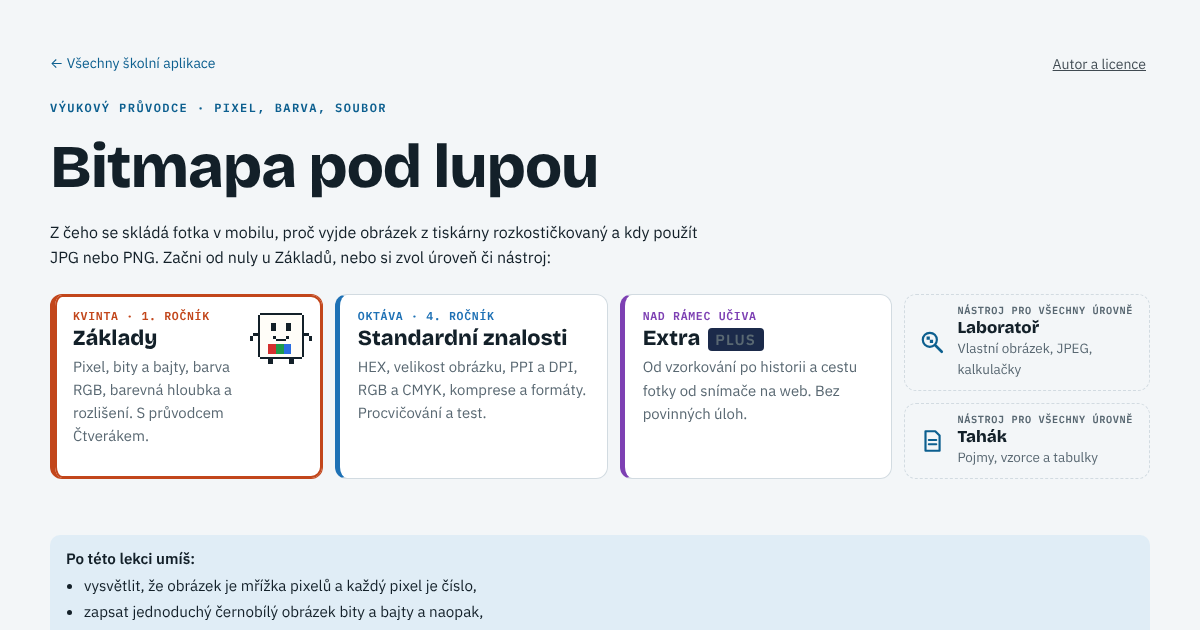 ← Všechny školní aplikace
Autor a licence
VÝUKOVÝ PRŮVODCE · PIXEL, BARVA, SOUBOR
Bitmapa pod lupou
Z čeho se skládá fotka v mobilu, proč vyjde obrázek z tiskárny rozkostičkovaný a kdy použít
JPG nebo PNG. Začni od nuly u Základů, nebo si zvol úroveň či nástroj:
KVINTA · 1. ROČNÍK
Základy
Pixel, bity a bajty, barva
RGB, barevná hloubka a
rozlišení. S průvodcem
Čtverákem.
OKTÁVA · 4. ROČNÍK
Standardní znalosti
HEX, velikost obrázku, PPI a DPI,
RGB a CMYK, komprese a formáty.
Procvičování a test.
NAD RÁMEC UČIVA
Extra PLUS
Od vzorkování po historii a cestu
fotky od snímače na web. Bez
povinných úloh.
NÁSTROJ PRO VŠECHNY ÚROVNĚ
Laboratoř
Vlastní obrázek, JPEG,
kalkulačky
NÁSTROJ PRO VŠECHNY ÚROVNĚ
Tahák
Pojmy, vzorce a tabulky
Po této lekci umíš:
• vysvětlit, že obrázek je mřížka pixelů a každý pixel je číslo,
• zapsat jednoduchý černobílý obrázek bity a bajty a naopak,